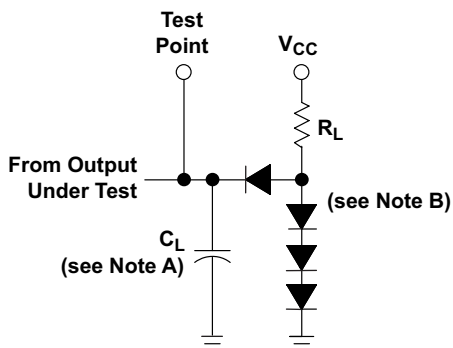 Test
Point
VCC
RL
From Output
Under Test
(see Note B)
CL
(see Note A)